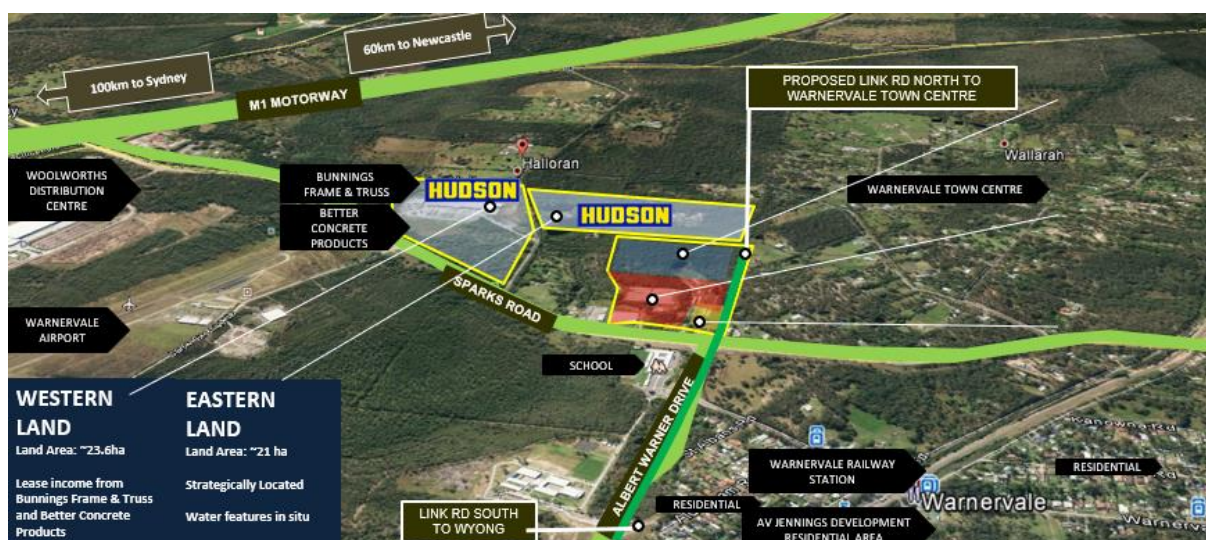 60km to Newcastle
100km to Sydney
M1 MOTORWAY
PROPOSED LINK RD NORTH TO
WARNERVALE TOWN CENTRE
WOOLWORTHS
DISTRIBUTION
CENTRE
BUNNINGS
FRAME & TRUSS
BETTER
CONCRETE
PRODUCTS
Halloran
HUDSON
HUDSON
Wallarah
WARNERVALE TOWN CENTRE
SPARKS ROAD
WARNERVALE
AIRPORT
SCHOOL
ALBERT WARNER DRIVE
WESTERN
LAND
Land Area: ~23.6ha
Lease income from
Bunnings Frame & Truss
and Better Concrete
Products
EASTERN
LAND
Land Area: ~21 ha
Strategically Located
Water features in situ
LINK RD SOUTH
TO WYONG
RESIDENTIAL
WARNERVALE RAILWAY
STATION
Warnervale
AV JENNINGS DEVELOPMENT
RESIDENTIAL AREA
RESIDENTIAL